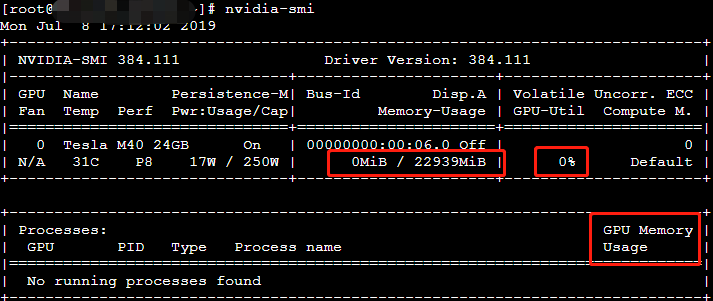 [root@ ]# nvidia-smi
Mon Jul 8 17:12:02 2019
NVIDIA-SMI 384.111 Driver Version: 384.111
GPU Name Persistence-M| Bus-Id Disp.A | Volatile Uncorr. ECC
Fan Temp Perf Pwr:Usage/Cap| Memory-Usage | GPU-Util Compute M.
0 Tesla M40 24GB On | 00000000:00:06.0 Off | 0
N/A 31C P8 17W / 250W | 0MiB / 22939MiB | 0% Default
Processes: GPU Memory
GPU PID Type Process name Usage
No running processes found